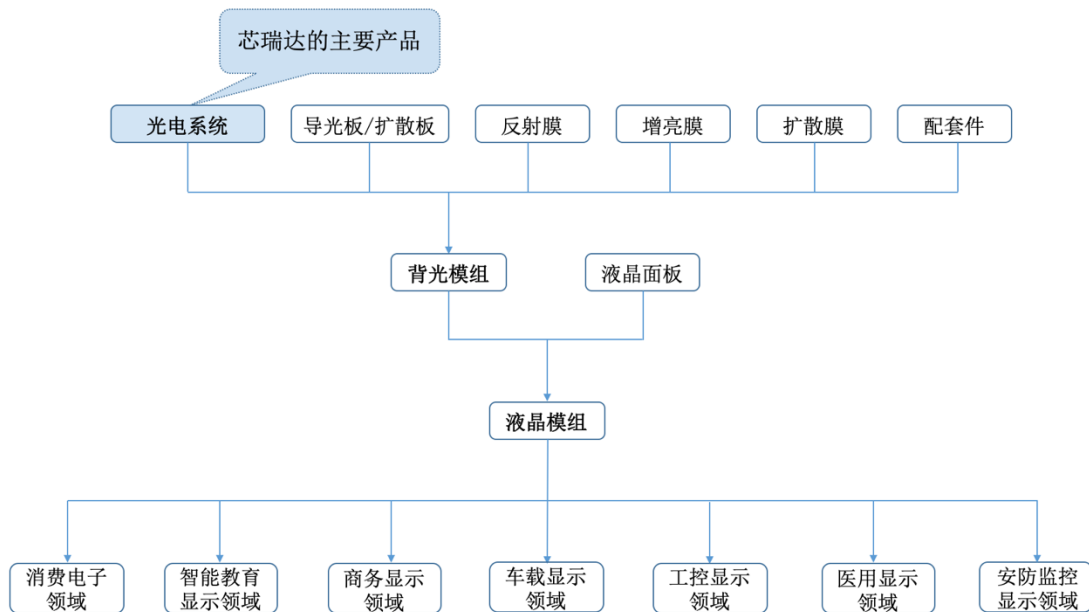 芯瑞达的主要产品
光电系统
导光板/扩散板
反射膜
增亮膜
扩散膜
配套件
背光模组
液晶面板
液晶模组
消费电子
领域
智能教育
显示领域
商务显示
领域
车载显示
领域
工控显示
领域
医用显示
领域
安防监控
显示领域